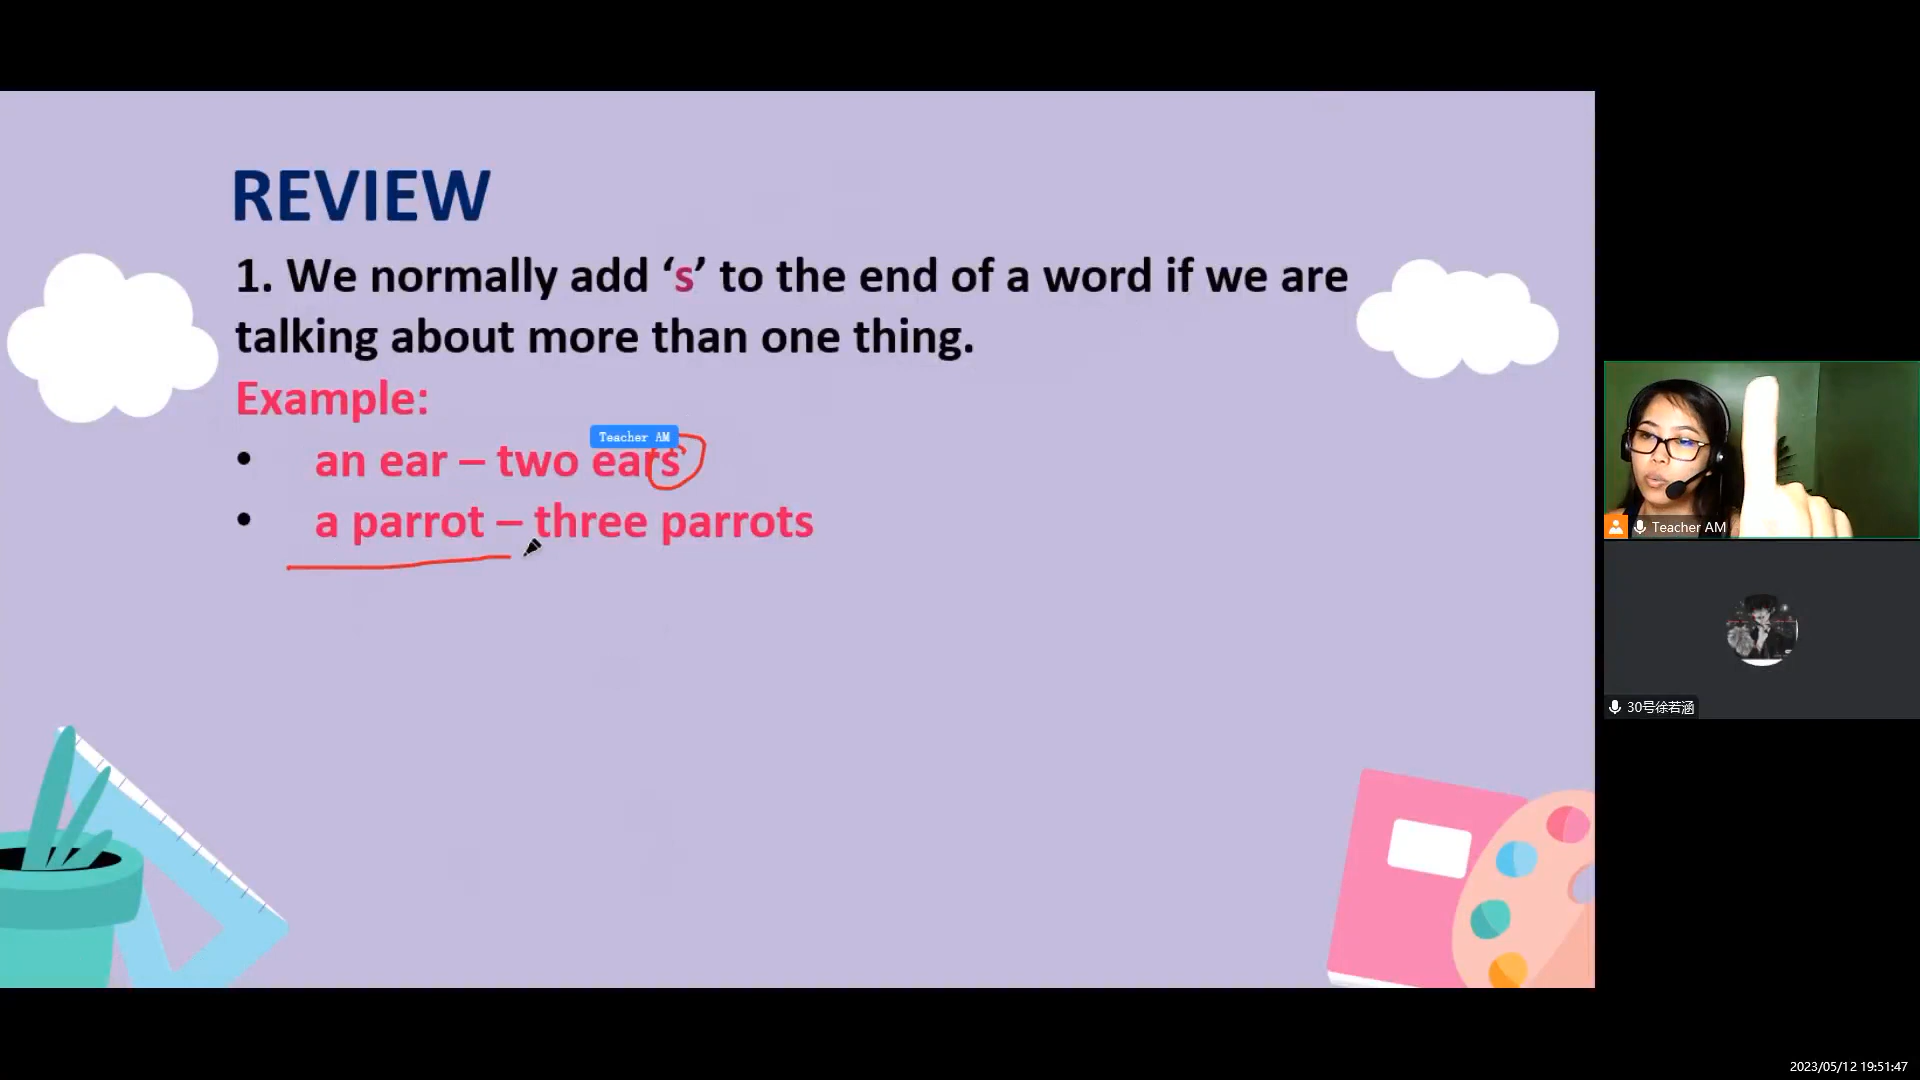 REVIEW
1. We normally add ‘s’ to the end of a word if we are
talking about more than one thing.
Example:
Teacher AM
• an ear – two ears
• a parrot – three parrots
Teacher AM
30号徐若涵
2023/05/12 19:51:47